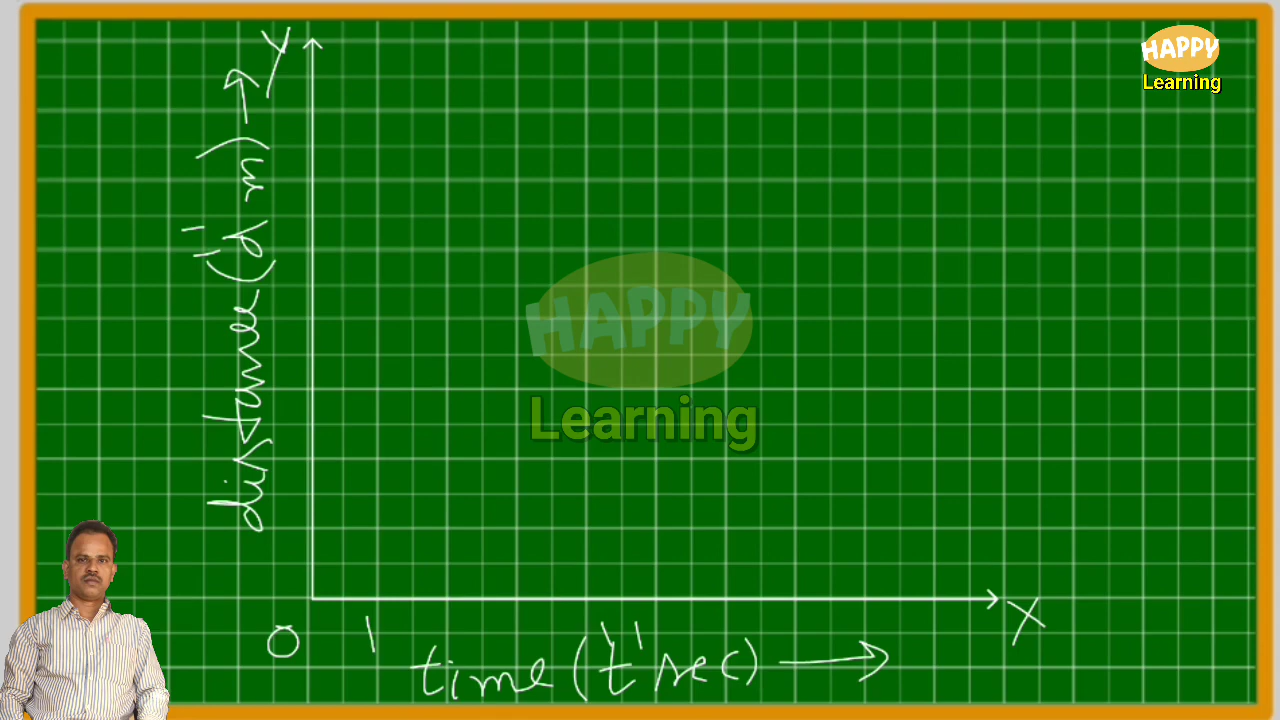 HAPPY
Learning
Y
distance ('d' m) →
HAPPY
Learning
X
0 1
time ('t' sec) →